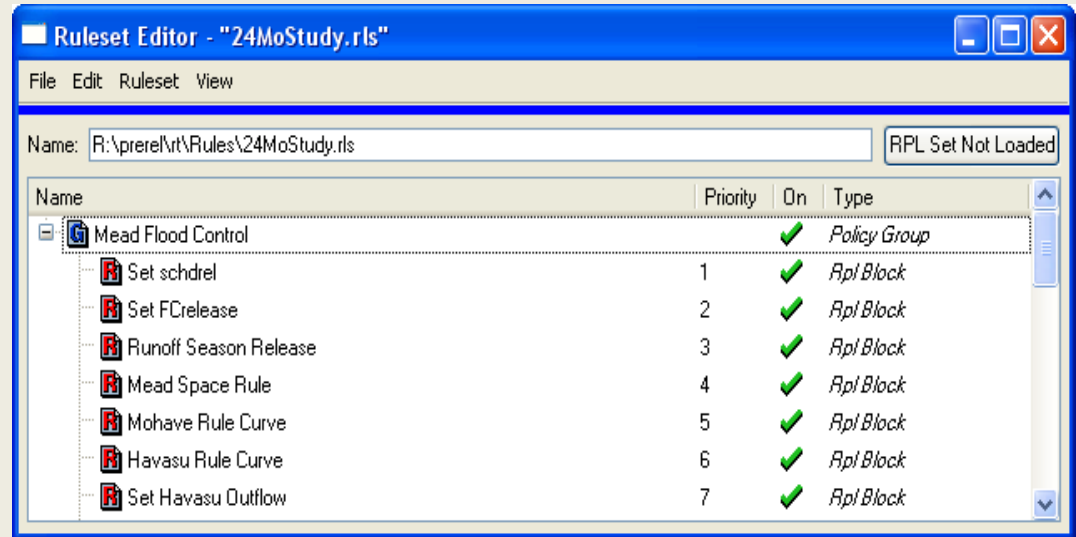 Ruleset Editor - "24MoStudy.rls"
File Edit Ruleset View
Name: R:\prerel\rt\Rules\24MoStudy.rls RPL Set Not Loaded
Name Priority On Type
G Mead Flood Control Policy Group
R Set schdrel 1 Rpl Block
R Set FCrelease 2 Rpl Block
R Runoff Season Release 3 Rpl Block
R Mead Space Rule 4 Rpl Block
R Mohave Rule Curve 5 Rpl Block
R Havasu Rule Curve 6 Rpl Block
R Set Havasu Outflow 7 Rpl Block